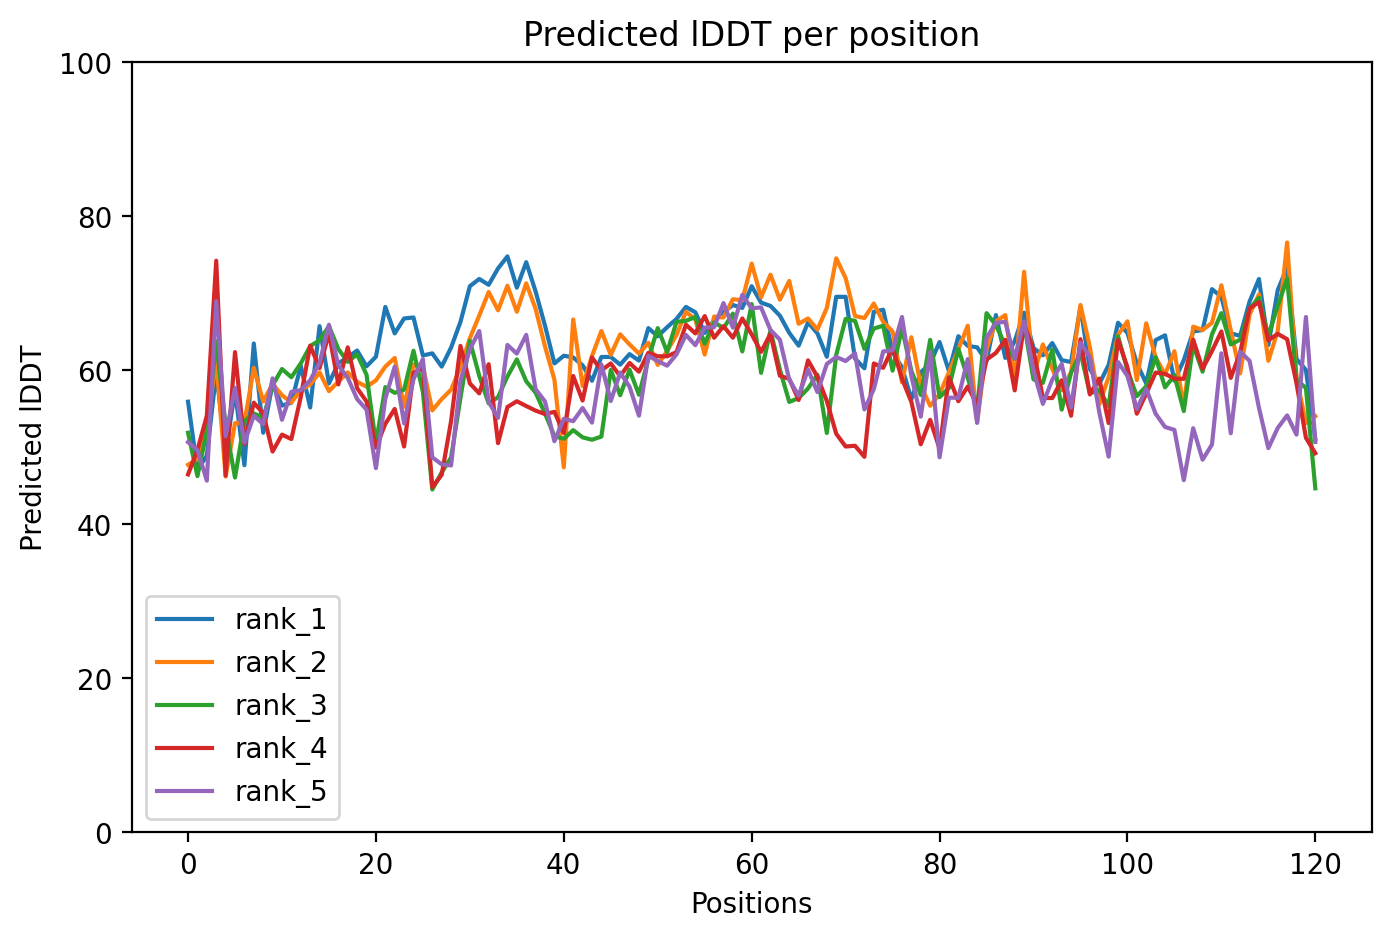 Predicted lDDT per position
100
80
60
40
20
0
Predicted lDDT
rank_1
rank_2
rank_3
rank_4
rank_5
0 20 40 60 80 100 120
Positions